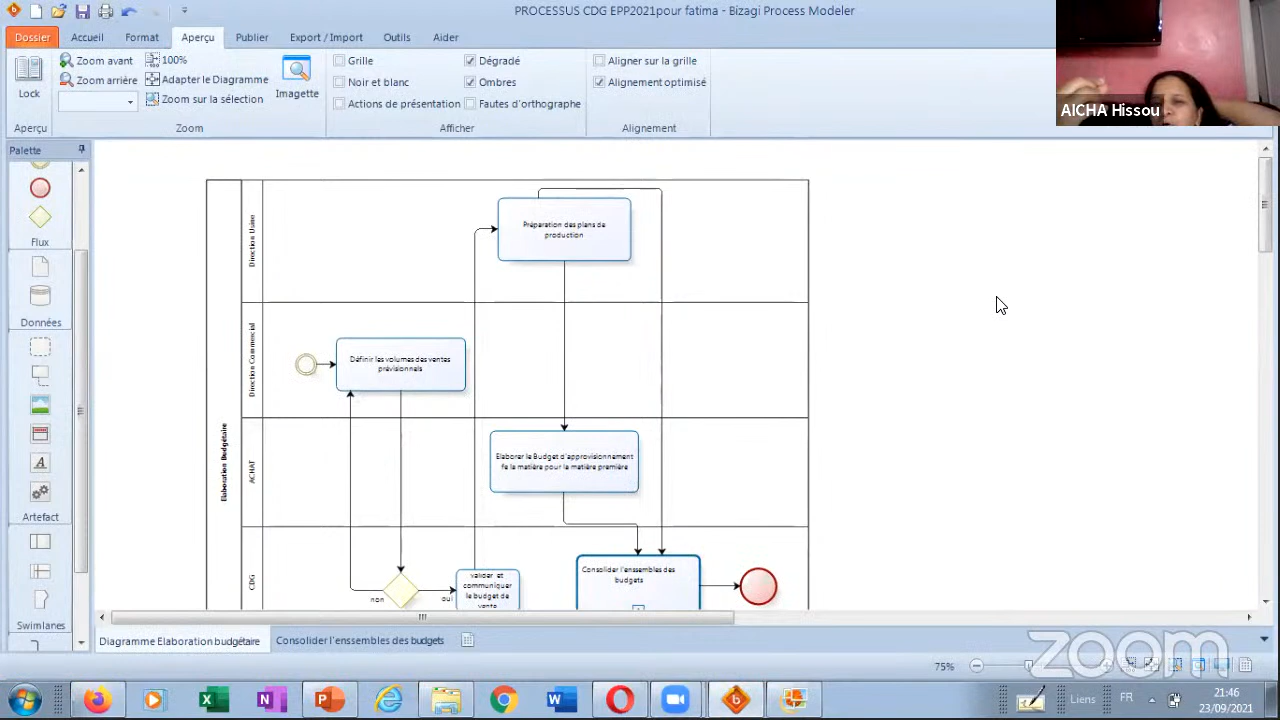 PROCESSUS CDG EPP2021pour fatima - Bizagi Process Modeler
Dossier Accueil Format Aperçu Publier Export / Import Outils Aider
Lock
Aperçu
Zoom avant
Zoom arrière
100%
Adapter le Diagramme
Zoom sur la sélection
Imagette
Zoom
Grille
Noir et blanc
Actions de présentation
Dégradé
Ombres
Fautes d'orthographe
Afficher
Aligner sur la grille
Alignement optimisé
Alignement
AICHA Hissou
Palette
Flux
Données
Artefact
Swimlanes
Elaboration Budgétaire
Direction Usine
Préparation des plans de
production
Direction Commercial
Définir les volumes des ventes
prévisionnels
ACHAT
Elaborer le Budget d'approvisionnement
fe la matière pour la matière première
CDG
non
oui
valider et
communiquer
le budget de
vente
Consolider l'enssembles des
budgets
Diagramme Elaboration budgétaire
Consolider l'enssembles des budgets
75%
zoom
Liens
FR
21:46
23/09/2021